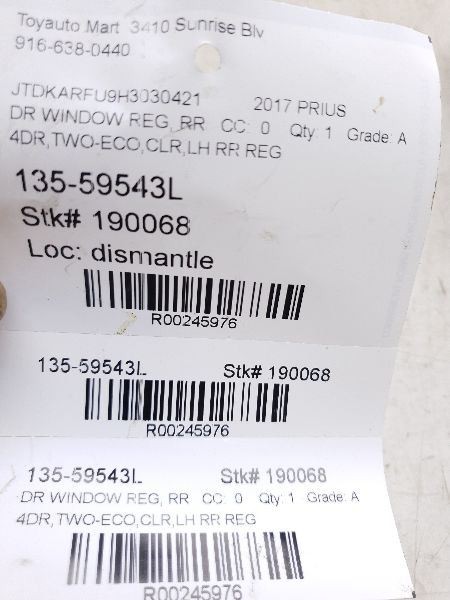 Toyauto Mart 3410 Sunrise Blv
916-638-0440
JTDKARFU9H3030421 2017 PRIUS
DR WINDOW REG, RR CC: 0 Qty: 1 Grade: A
4DR,TWO-ECO,CLR,LH RR REG
135-59543L
Stk# 190068
Loc: dismantle
R00245976
135-59543L Stk# 190068
R00245976
135-59543L Stk# 190068
DR WINDOW REG, RR CC: 0 Qty: 1 Grade: A
4DR,TWO-ECO,CLR,LH RR REG
R00245976